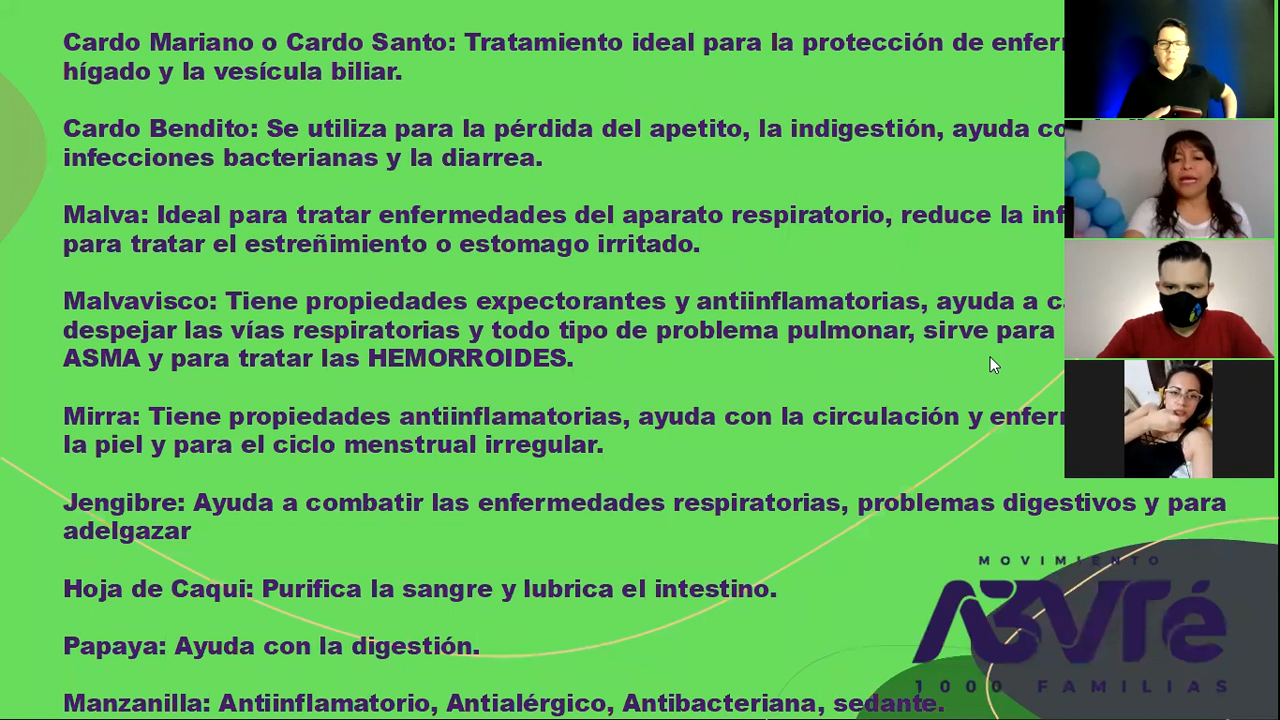 Cardo Mariano o Cardo Santo: Tratamiento ideal para la protección de
hígado y la vesícula biliar.
Cardo Bendito: Se utiliza para la pérdida del apetito, la indigestión, ayuda
infecciones bacterianas y la diarrea.
Malva: Ideal para tratar enfermedades del aparato respiratorio, reduce la
para tratar el estreñimiento o estomago irritado.
Malvavisco: Tiene propiedades expectorantes y antiinflamatorias, ayuda a
despejar las vías respiratorias y todo tipo de problema pulmonar, sirve para
ASMA y para tratar las HEMORROIDES.
Mirra: Tiene propiedades antiinflamatorias, ayuda con la circulación y
la piel y para el ciclo menstrual irregular.
Jengibre: Ayuda a combatir las enfermedades respiratorias, problemas digestivos y para
adelgazar
Hoja de Caqui: Purifica la sangre y lubrica el intestino.
Papaya: Ayuda con la digestión.
Manzanilla: Antiinflamatorio, Antialérgico, Antibacteriana, sedante.
MOVIMIENTO
A3VTé
1000 FAMILIAS